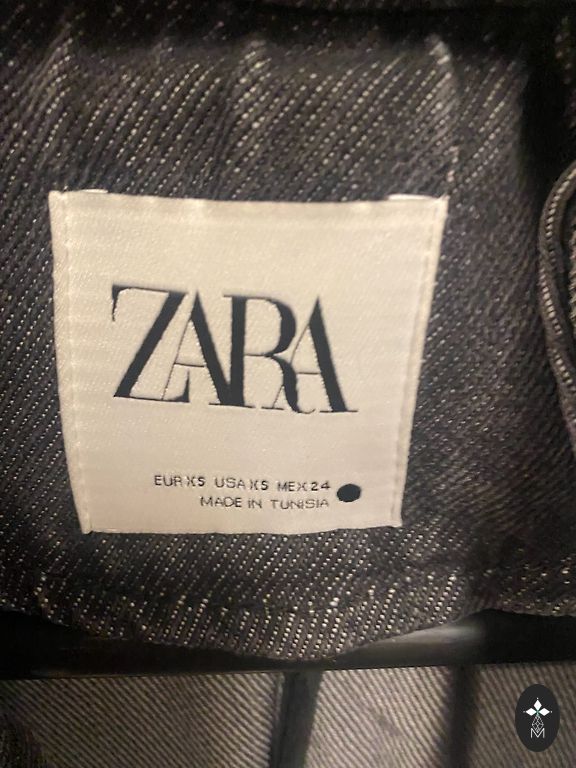 ZARA
EUR XS USA XS MEX 24
MADE IN TUNISIA
M